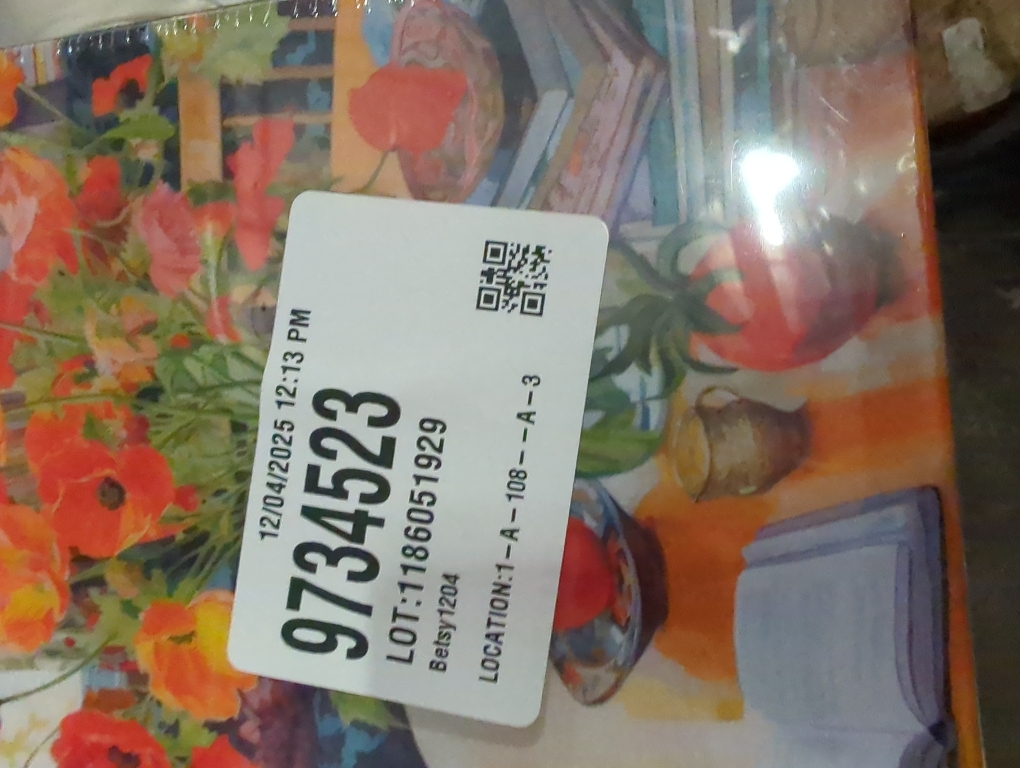 12/04/2025 12:13 PM
9734523
LOT:1186051929
Betsy1204
LOCATION:1-A-108--A-3